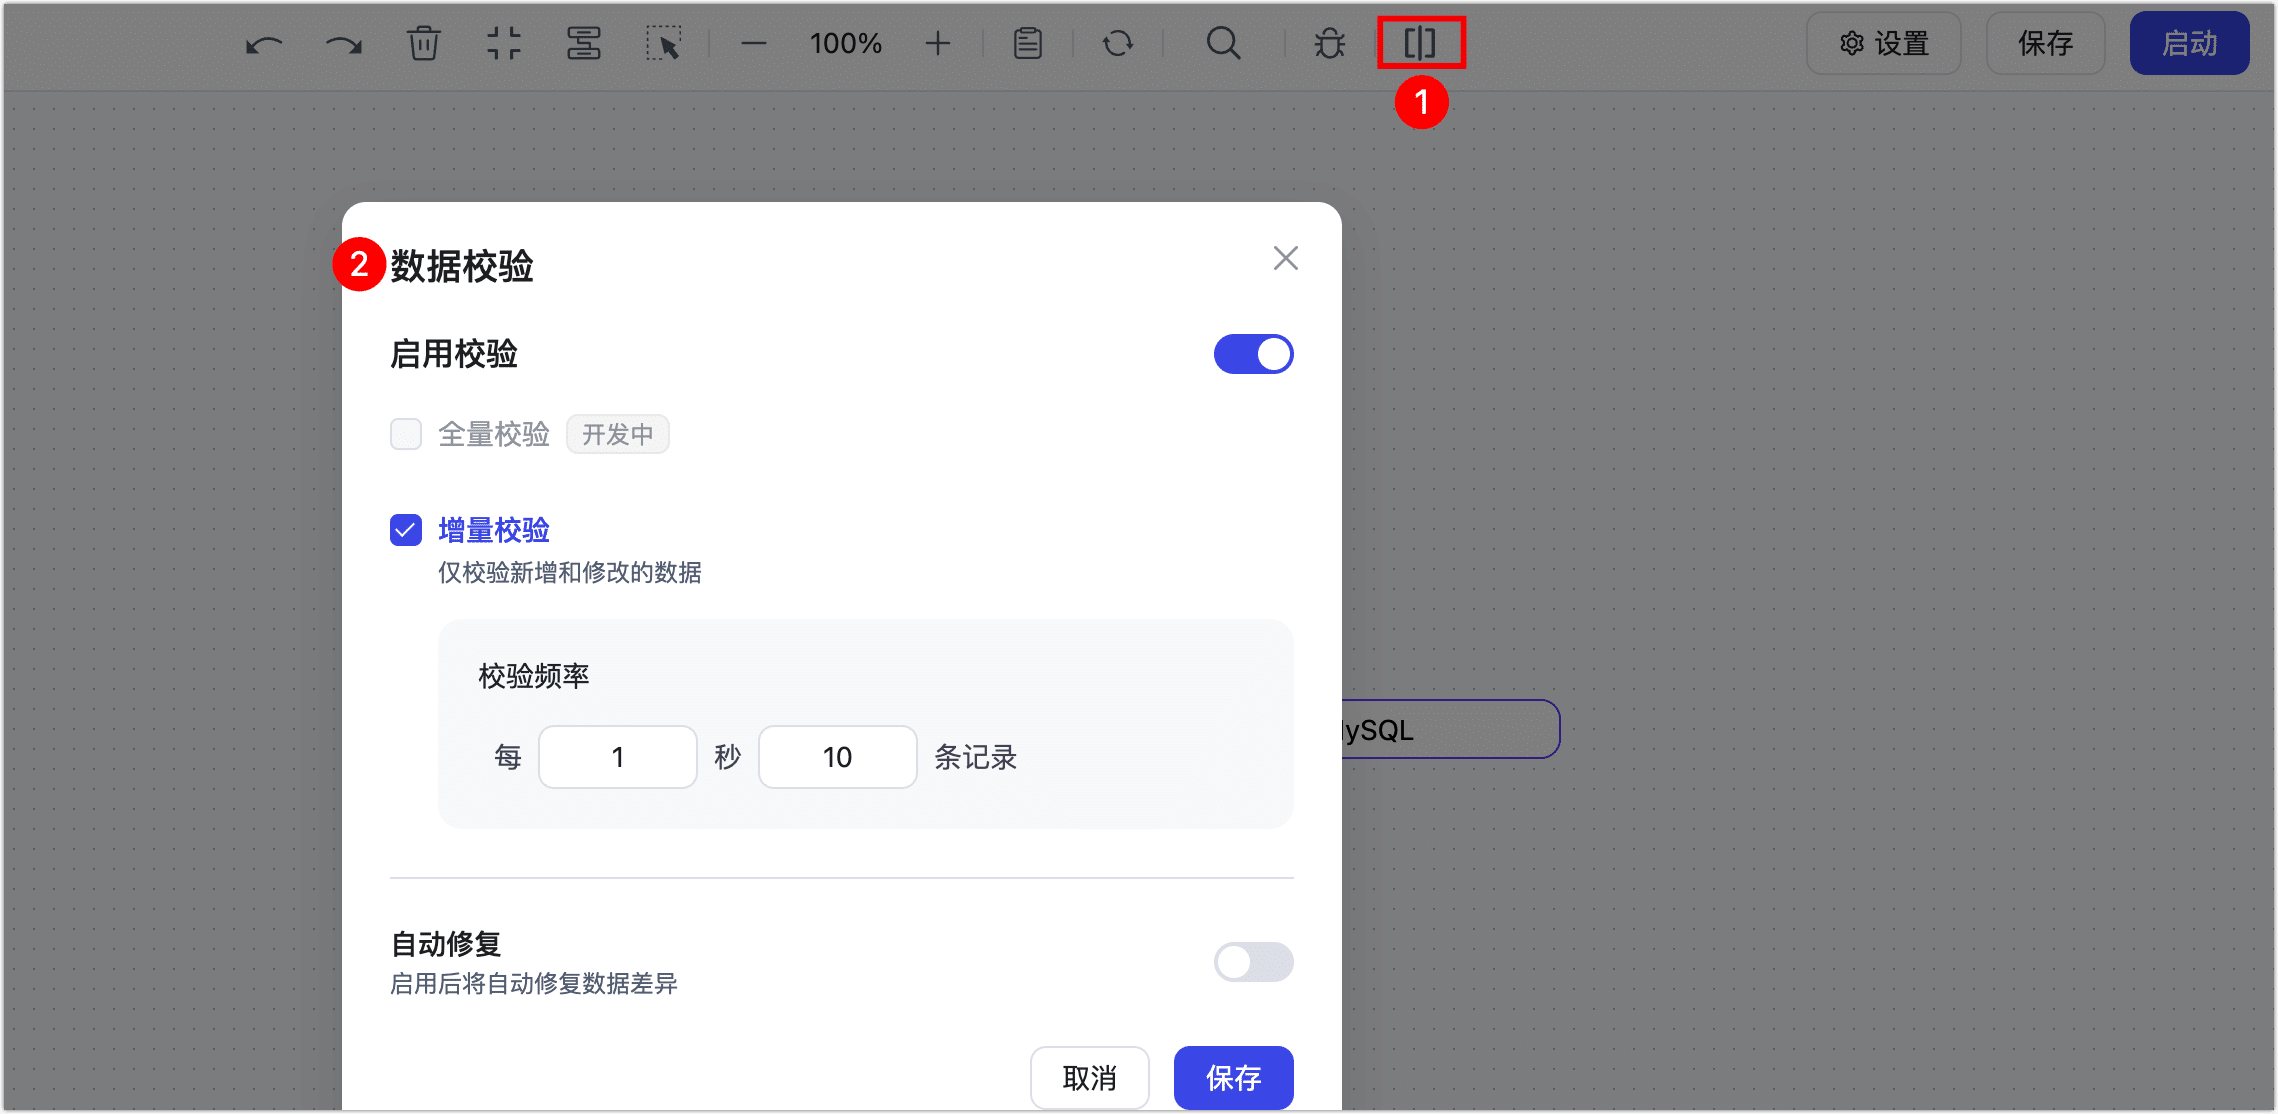 100%
设置
保存
启动
1
2
数据校验
启用校验
全量校验 开发中
增量校验
仅校验新增和修改的数据
校验频率
每 1 秒 10 条记录
ySQL
自动修复
启用后将自动修复数据差异
取消
保存